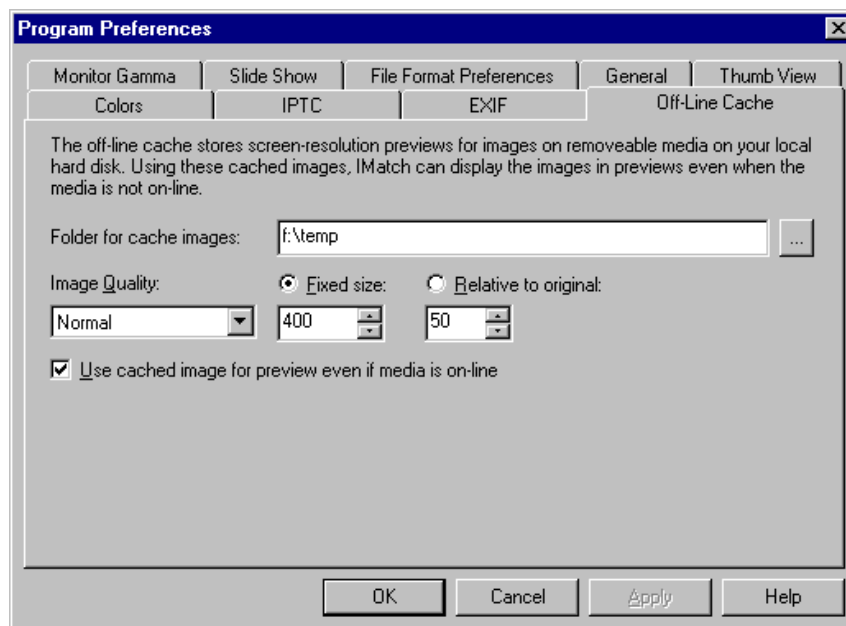 Program Preferences
Monitor Gamma
Slide Show
File Format Preferences
General
Thumb View
Colors
IPTC
EXIF
Off-Line Cache
The off-line cache stores screen-resolution previews for images on removeable media on your local
hard disk. Using these cached images, IMatch can display the images in previews even when the
media is not on-line.
Folder for cache images:
f:\temp
...
Image Quality:
Fixed size:
Relative to original:
Normal
400
50
Use cached image for preview even if media is on-line
OK
Cancel
Apply
Help